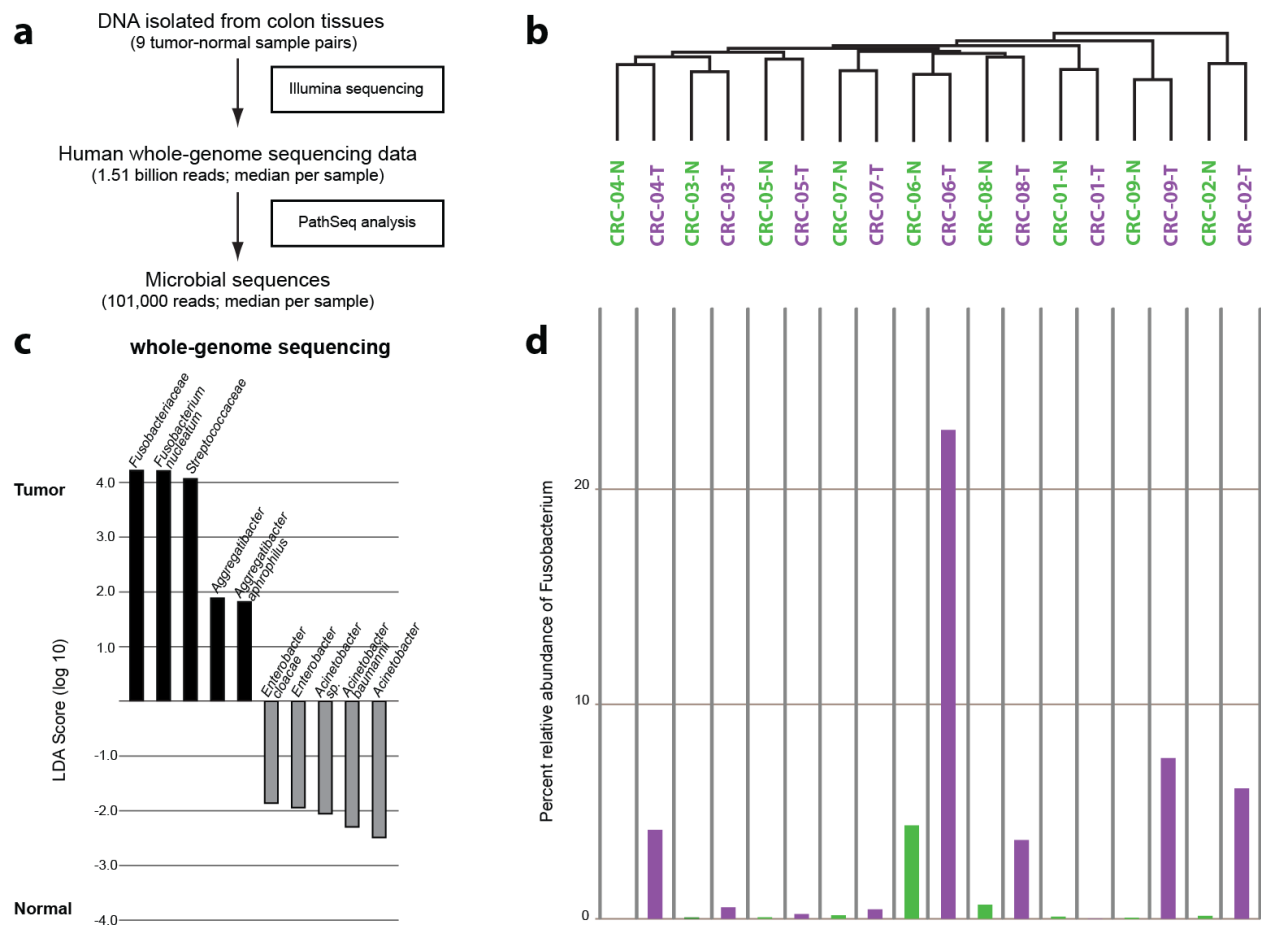 a
DNA isolated from colon tissues
(9 tumor-normal sample pairs)
Illumina sequencing
Human whole-genome sequencing data
(1.51 billion reads; median per sample)
PathSeq analysis
Microbial sequences
(101,000 reads; median per sample)
b
CRC-04-N
CRC-04-T
CRC-03-N
CRC-03-T
CRC-05-N
CRC-05-T
CRC-07-N
CRC-07-T
CRC-06-N
CRC-06-T
CRC-08-N
CRC-08-T
CRC-01-N
CRC-01-T
CRC-09-N
CRC-09-T
CRC-02-N
CRC-02-T
c
whole-genome sequencing
Fusobacteriaceae
Fusobacterium
nucleatum
Streptococcaceae
Aggregatibacter
Aggregatibacter
aphrophilus
Enterobacter
cloacae
Enterobacter
Acinetobacter
sp.
Acinetobacter
baumannii
Acinetobacter
Tumor
Normal
LDA Score (log 10)
4.0
3.0
2.0
1.0
-1.0
-2.0
-3.0
-4.0
d
Percent relative abundance of Fusobacterium
20
10
0